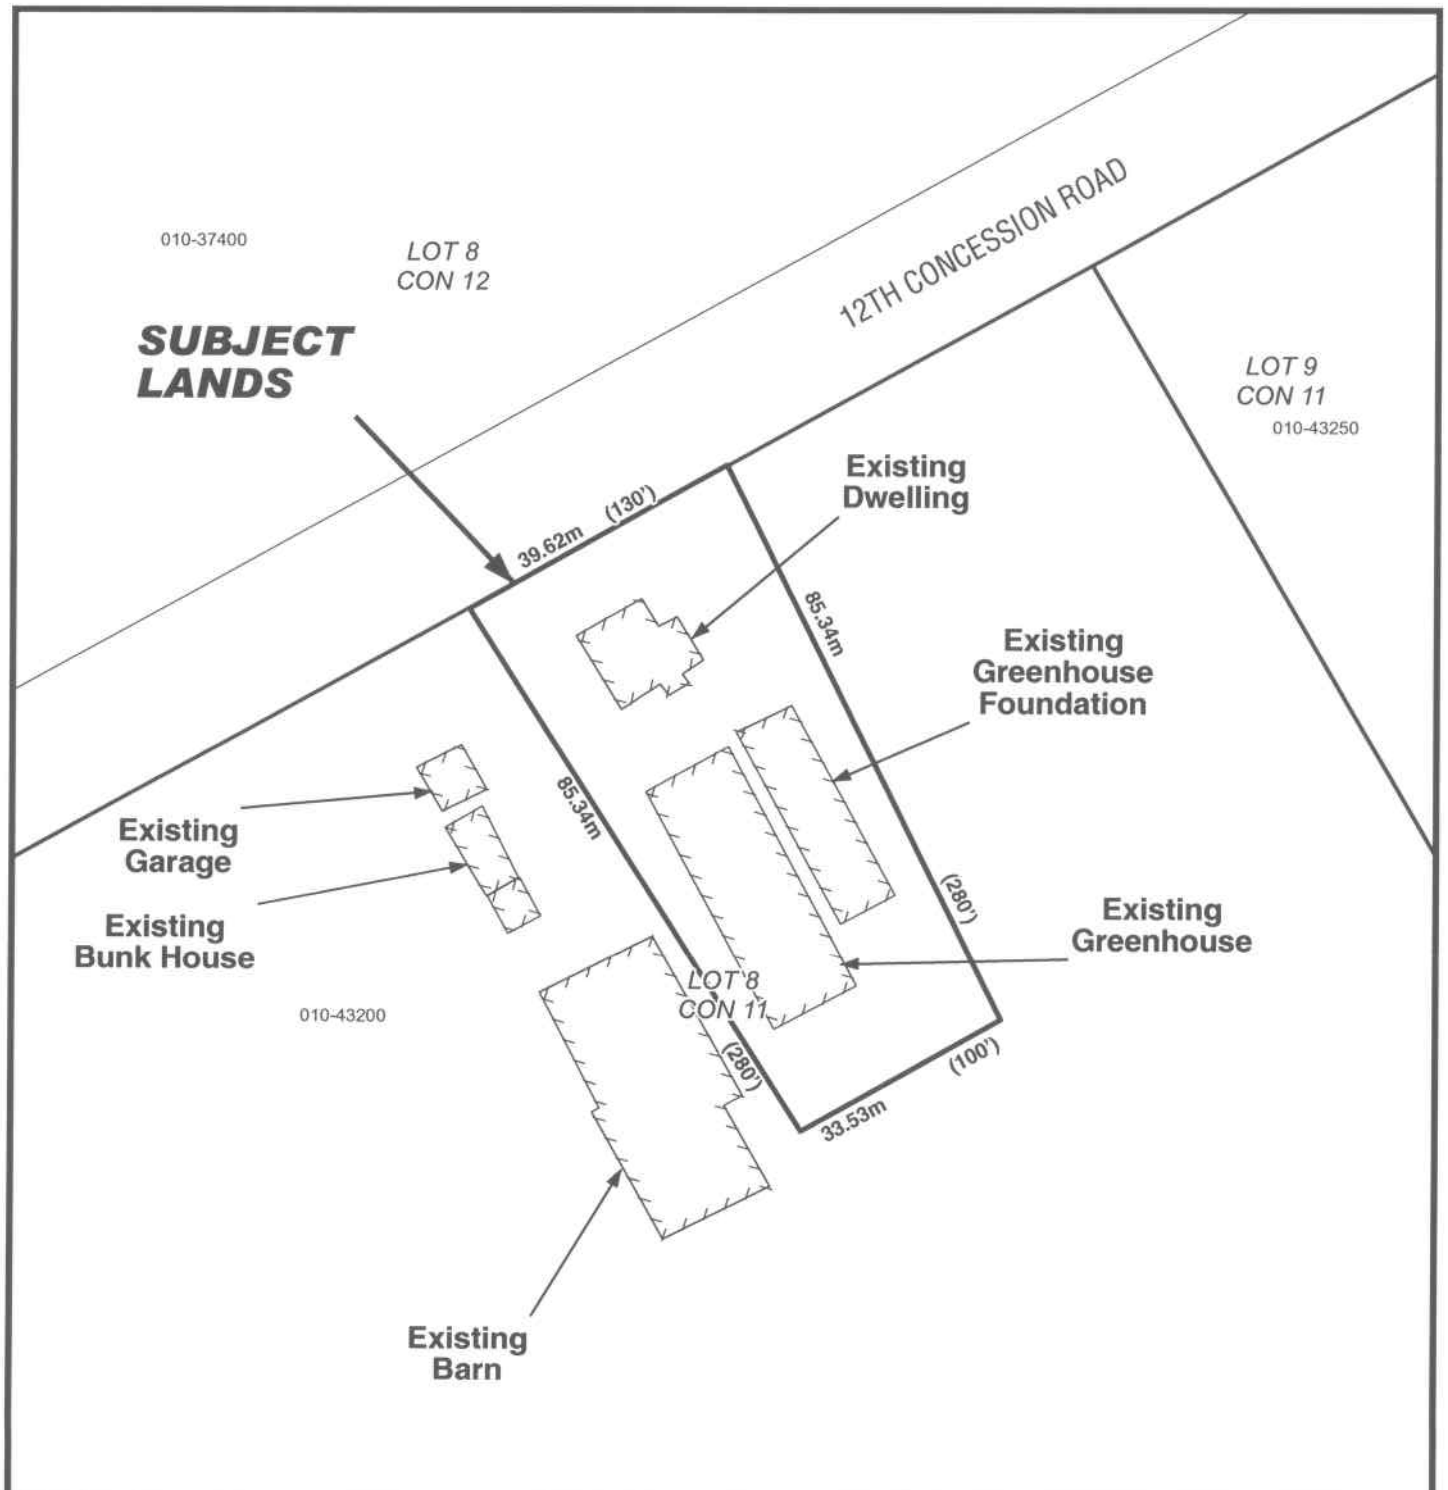 12TH CONCESSION ROAD
010-37400
LOT 8
CON 12
SUBJECT
LANDS
LOT 9
CON 11
010-43250
Existing
Dwelling
39.62m
(130')
85.34m
Existing
Greenhouse
Foundation
85.34m
Existing
Garage
(280')
Existing
Greenhouse
Existing
Bunk House
LOT 8
CON 11
010-43200
(280')
(100')
33.53m
Existing
Barn